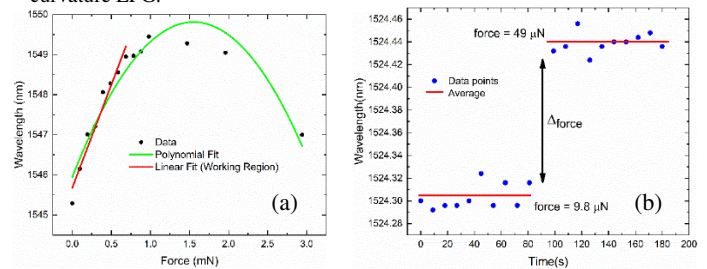 curvature LPG.
1550
1549
1548
1547
1546
1545
Wavelength (nm)
Data
Polynomial Fit
Linear Fit (Working Region)
(a)
0.0 0.5 1.0 1.5 2.0 2.5 3.0
Force (mN)
1524.46
1524.44
1524.42
1524.40
1524.38
1524.36
1524.34
1524.32
1524.30
1524.28
Wavelength(nm)
force = 49 μN
Data points
Average
Δforce
force = 9.8 μN
(b)
0 20 40 60 80 100 120 140 160 180 200
Time(s)